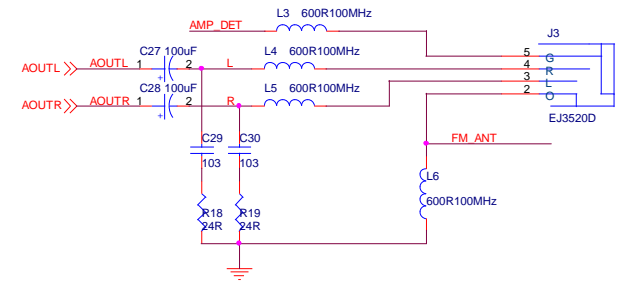 L3 600R100MHz
AMP_DET
J3
C27 100uF
L4 600R100MHz
5 G
AOUTL AOUTL 1 + 2 L
4 R
C28 100uF
L5 600R100MHz
3 L
AOUTR AOUTR 1 + 2 R
2 O
EJ3520D
C29
C30
FM_ANT
103
103
L6
600R100MHz
R18
R19
24R
24R